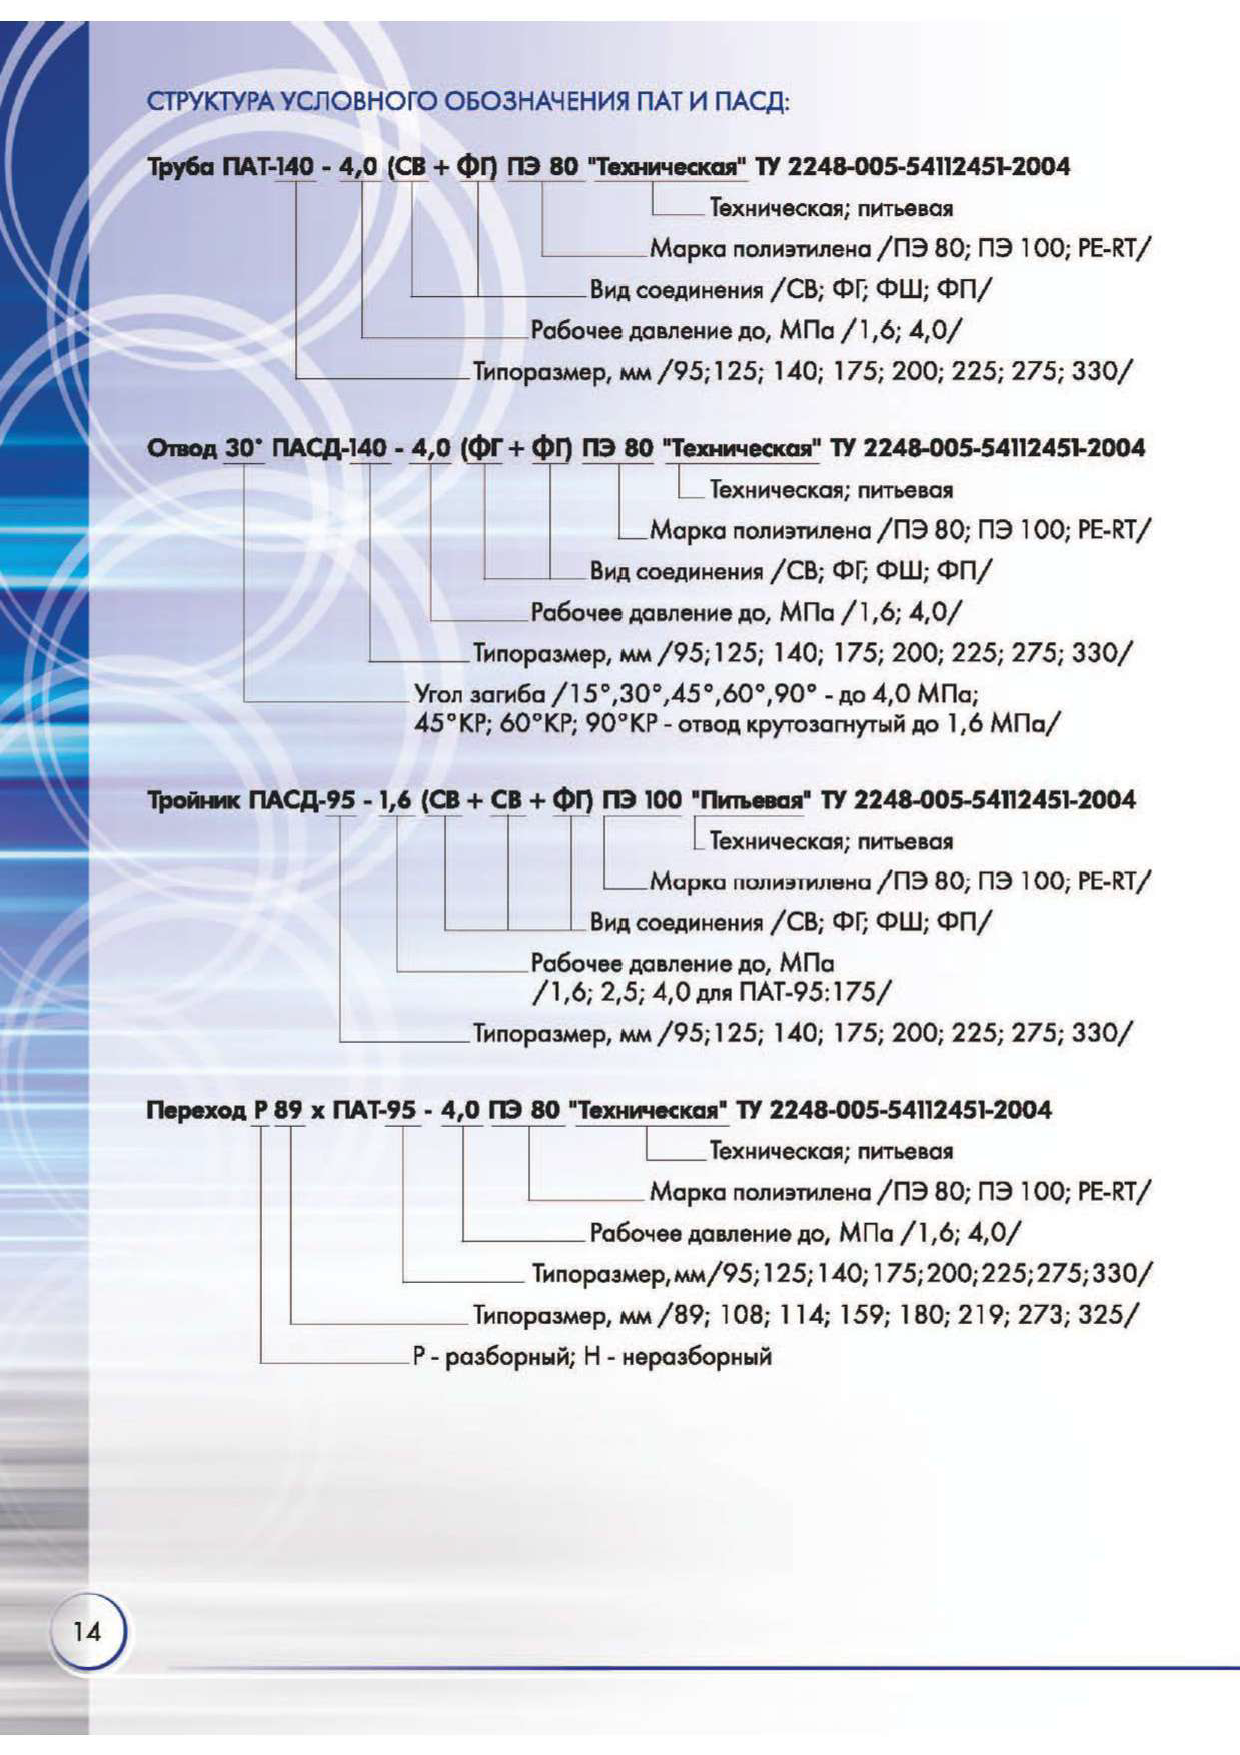 СТРУКТУРА УСЛОВНОГО ОБОЗНАЧЕНИЯ ПАТ И ПАСД:
Труба ПАТ-140 - 4,0 (СВ + ФГ) ПЭ 80 "Техническая" ТУ 2248-005-54112451-2004
Техническая; питьевая
Марка полиэтилена /ПЭ 80; ПЭ 100; PE-RT/
Вид соединения /СВ; ФГ; ФШ; ФП/
Рабочее давление до, МПа /1,6; 4,0/
Типоразмер, мм /95;125; 140; 175; 200; 225; 275; 330/
Отвод 30° ПАСД-140 - 4,0 (ФГ + ФГ) ПЭ 80 "Техническая" ТУ 2248-005-54112451-2004
Техническая; питьевая
Марка полиэтилена /ПЭ 80; ПЭ 100; PE-RT/
Вид соединения /СВ; ФГ; ФШ; ФП/
Рабочее давление до, МПа /1,6; 4,0/
Типоразмер, мм /95;125; 140; 175; 200; 225; 275; 330/
Угол загиба /15°,30°,45°,60°,90° - до 4,0 МПа;
45°КР; 60°КР; 90°КР - отвод крутозагнутый до 1,6 МПа/
Тройник ПАСД-95 - 1,6 (СВ + СВ + ФГ) ПЭ 100 "Питьевая" ТУ 2248-005-54112451-2004
Техническая; питьевая
Марка полиэтилена /ПЭ 80; ПЭ 100; PE-RT/
Вид соединения /СВ; ФГ; ФШ; ФП/
Рабочее давление до, МПа
/1,6; 2,5; 4,0 для ПАТ-95:175/
Типоразмер, мм /95;125; 140; 175; 200; 225; 275; 330/
Переход Р 89 х ПАТ-95 - 4,0 ПЭ 80 "Техническая" ТУ 2248-005-54112451-2004
Техническая; питьевая
Марка полиэтилена /ПЭ 80; ПЭ 100; PE-RT/
Рабочее давление до, МПа /1,6; 4,0/
Типоразмер, мм/95;125;140;175;200;225;275;330/
Типоразмер, мм /89; 108; 114; 159; 180; 219; 273; 325/
Р - разборный; Н - неразборный
14